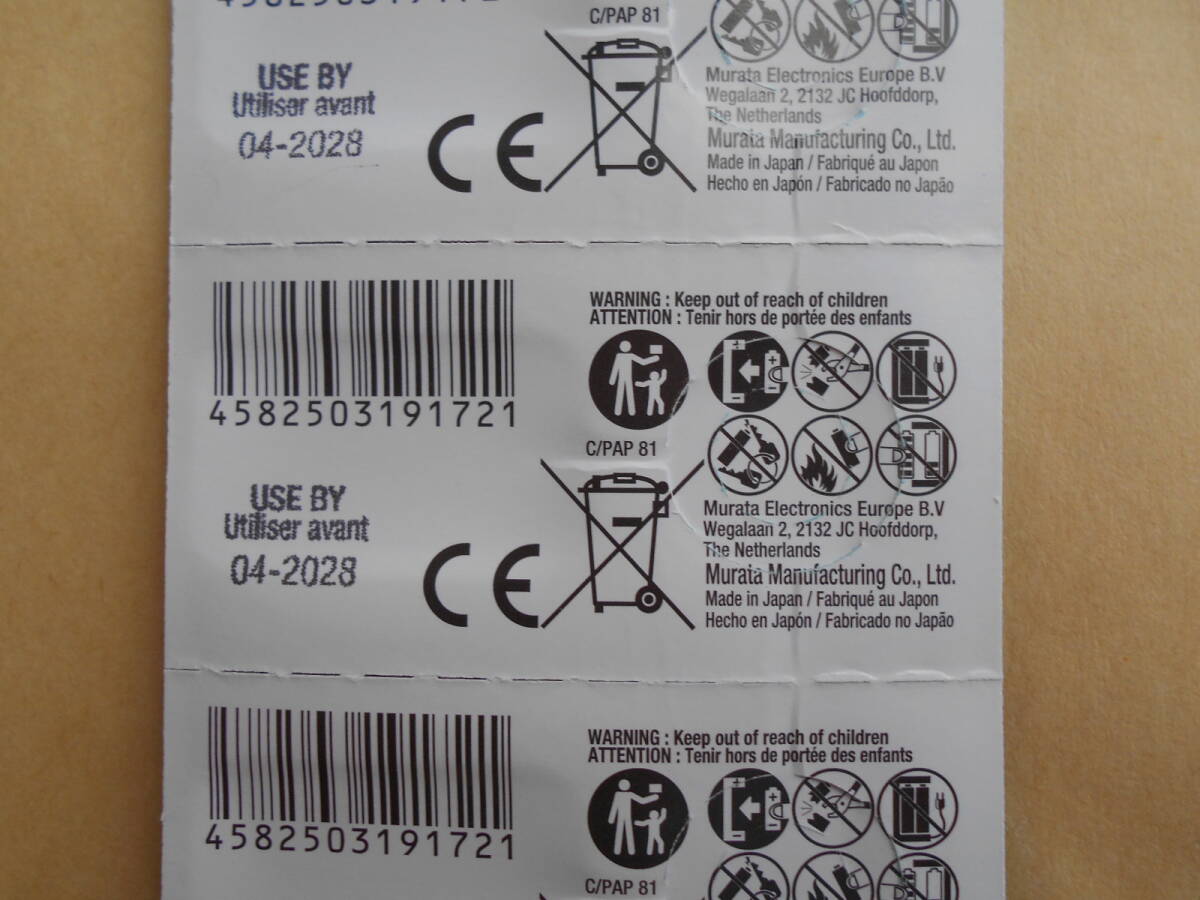 C/PAP 81
USE BY
Utiliser avant
04-2028
CE
Murata Electronics Europe B.V
Wegalaan 2, 2132 JC Hoofddorp,
The Netherlands
Murata Manufacturing Co., Ltd.
Made in Japan / Fabriqué au Japon
Hecho en Japón / Fabricado no Japão
4582503191721
WARNING : Keep out of reach of children
ATTENTION : Tenir hors de portée des enfants
C/PAP 81
USE BY
Utiliser avant
04-2028
CE
Murata Electronics Europe B.V
Wegalaan 2, 2132 JC Hoofddorp,
The Netherlands
Murata Manufacturing Co., Ltd.
Made in Japan / Fabriqué au Japon
Hecho en Japón / Fabricado no Japão
4582503191721
WARNING : Keep out of reach of children
ATTENTION : Tenir hors de portée des enfants
C/PAP 81